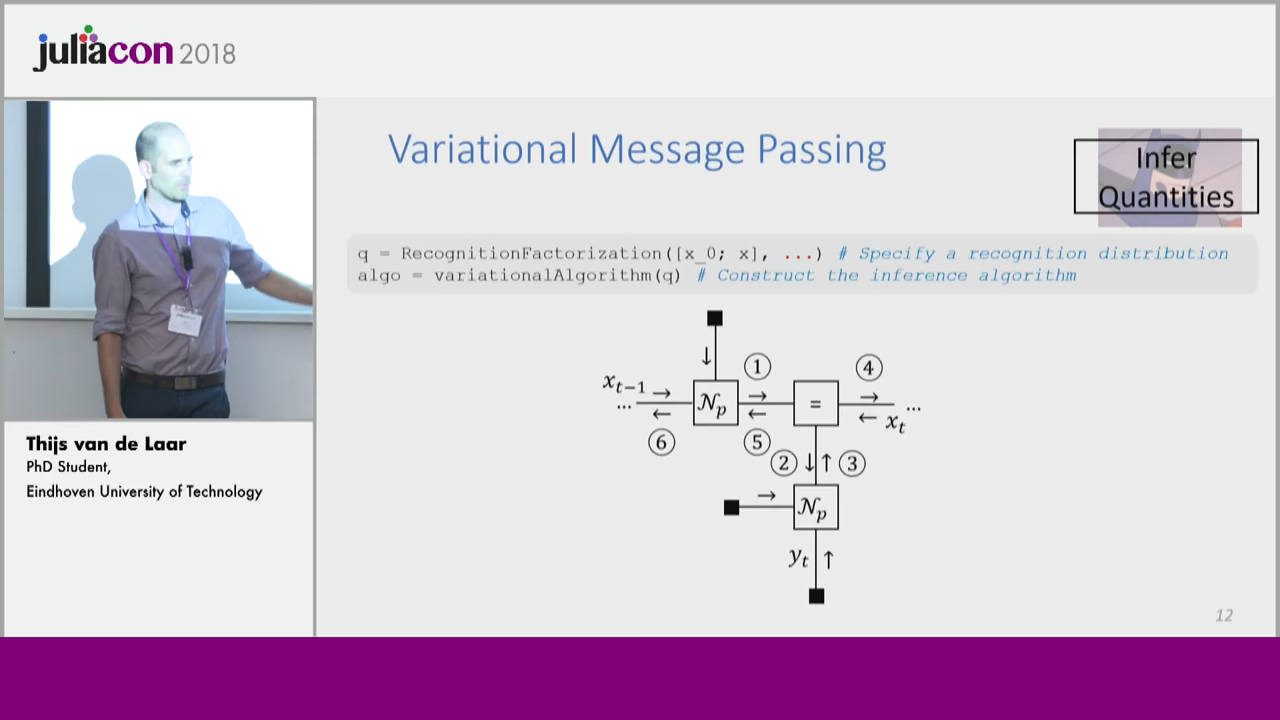 juliacon 2018
Variational Message Passing
Infer
Quantities
q = RecognitionFactorization([x_0; x], ...) # Specify a recognition distribution
algo = variationalAlgorithm(q) # Construct the inference algorithm
↓
① ④
x_{t-1} → 𝒩_p → = →
... ← ← ← x_t ...
⑥ ⑤
② ↓ ↑ ③
→ 𝒩_p
y_t ↑
Thijs van de Laar
PhD Student,
Eindhoven University of Technology
12